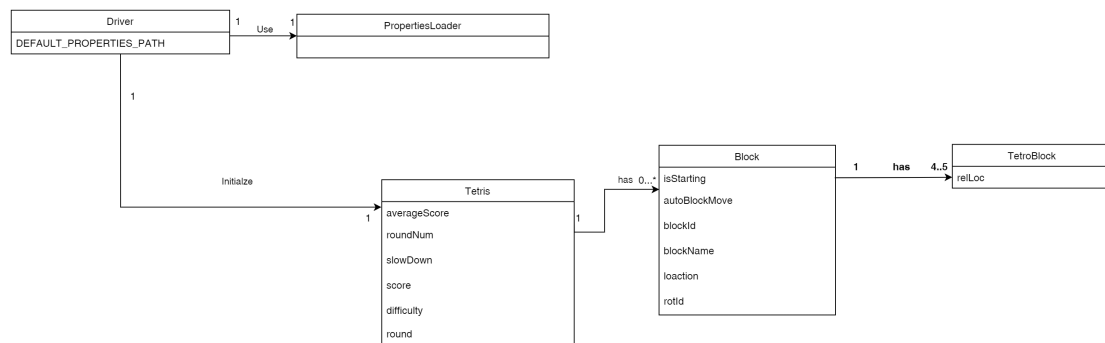 Driver
DEFAULT_PROPERTIES_PATH
1
Use
1
PropertiesLoader
1
Initialze
1
Tetris
averageScore
roundNum
slowDown
score
difficulty
round
1
has
0...*
Block
isStarting
autoBlockMove
blockId
blockName
loaction
rotId
1
has
4..5
TetroBlock
relLoc